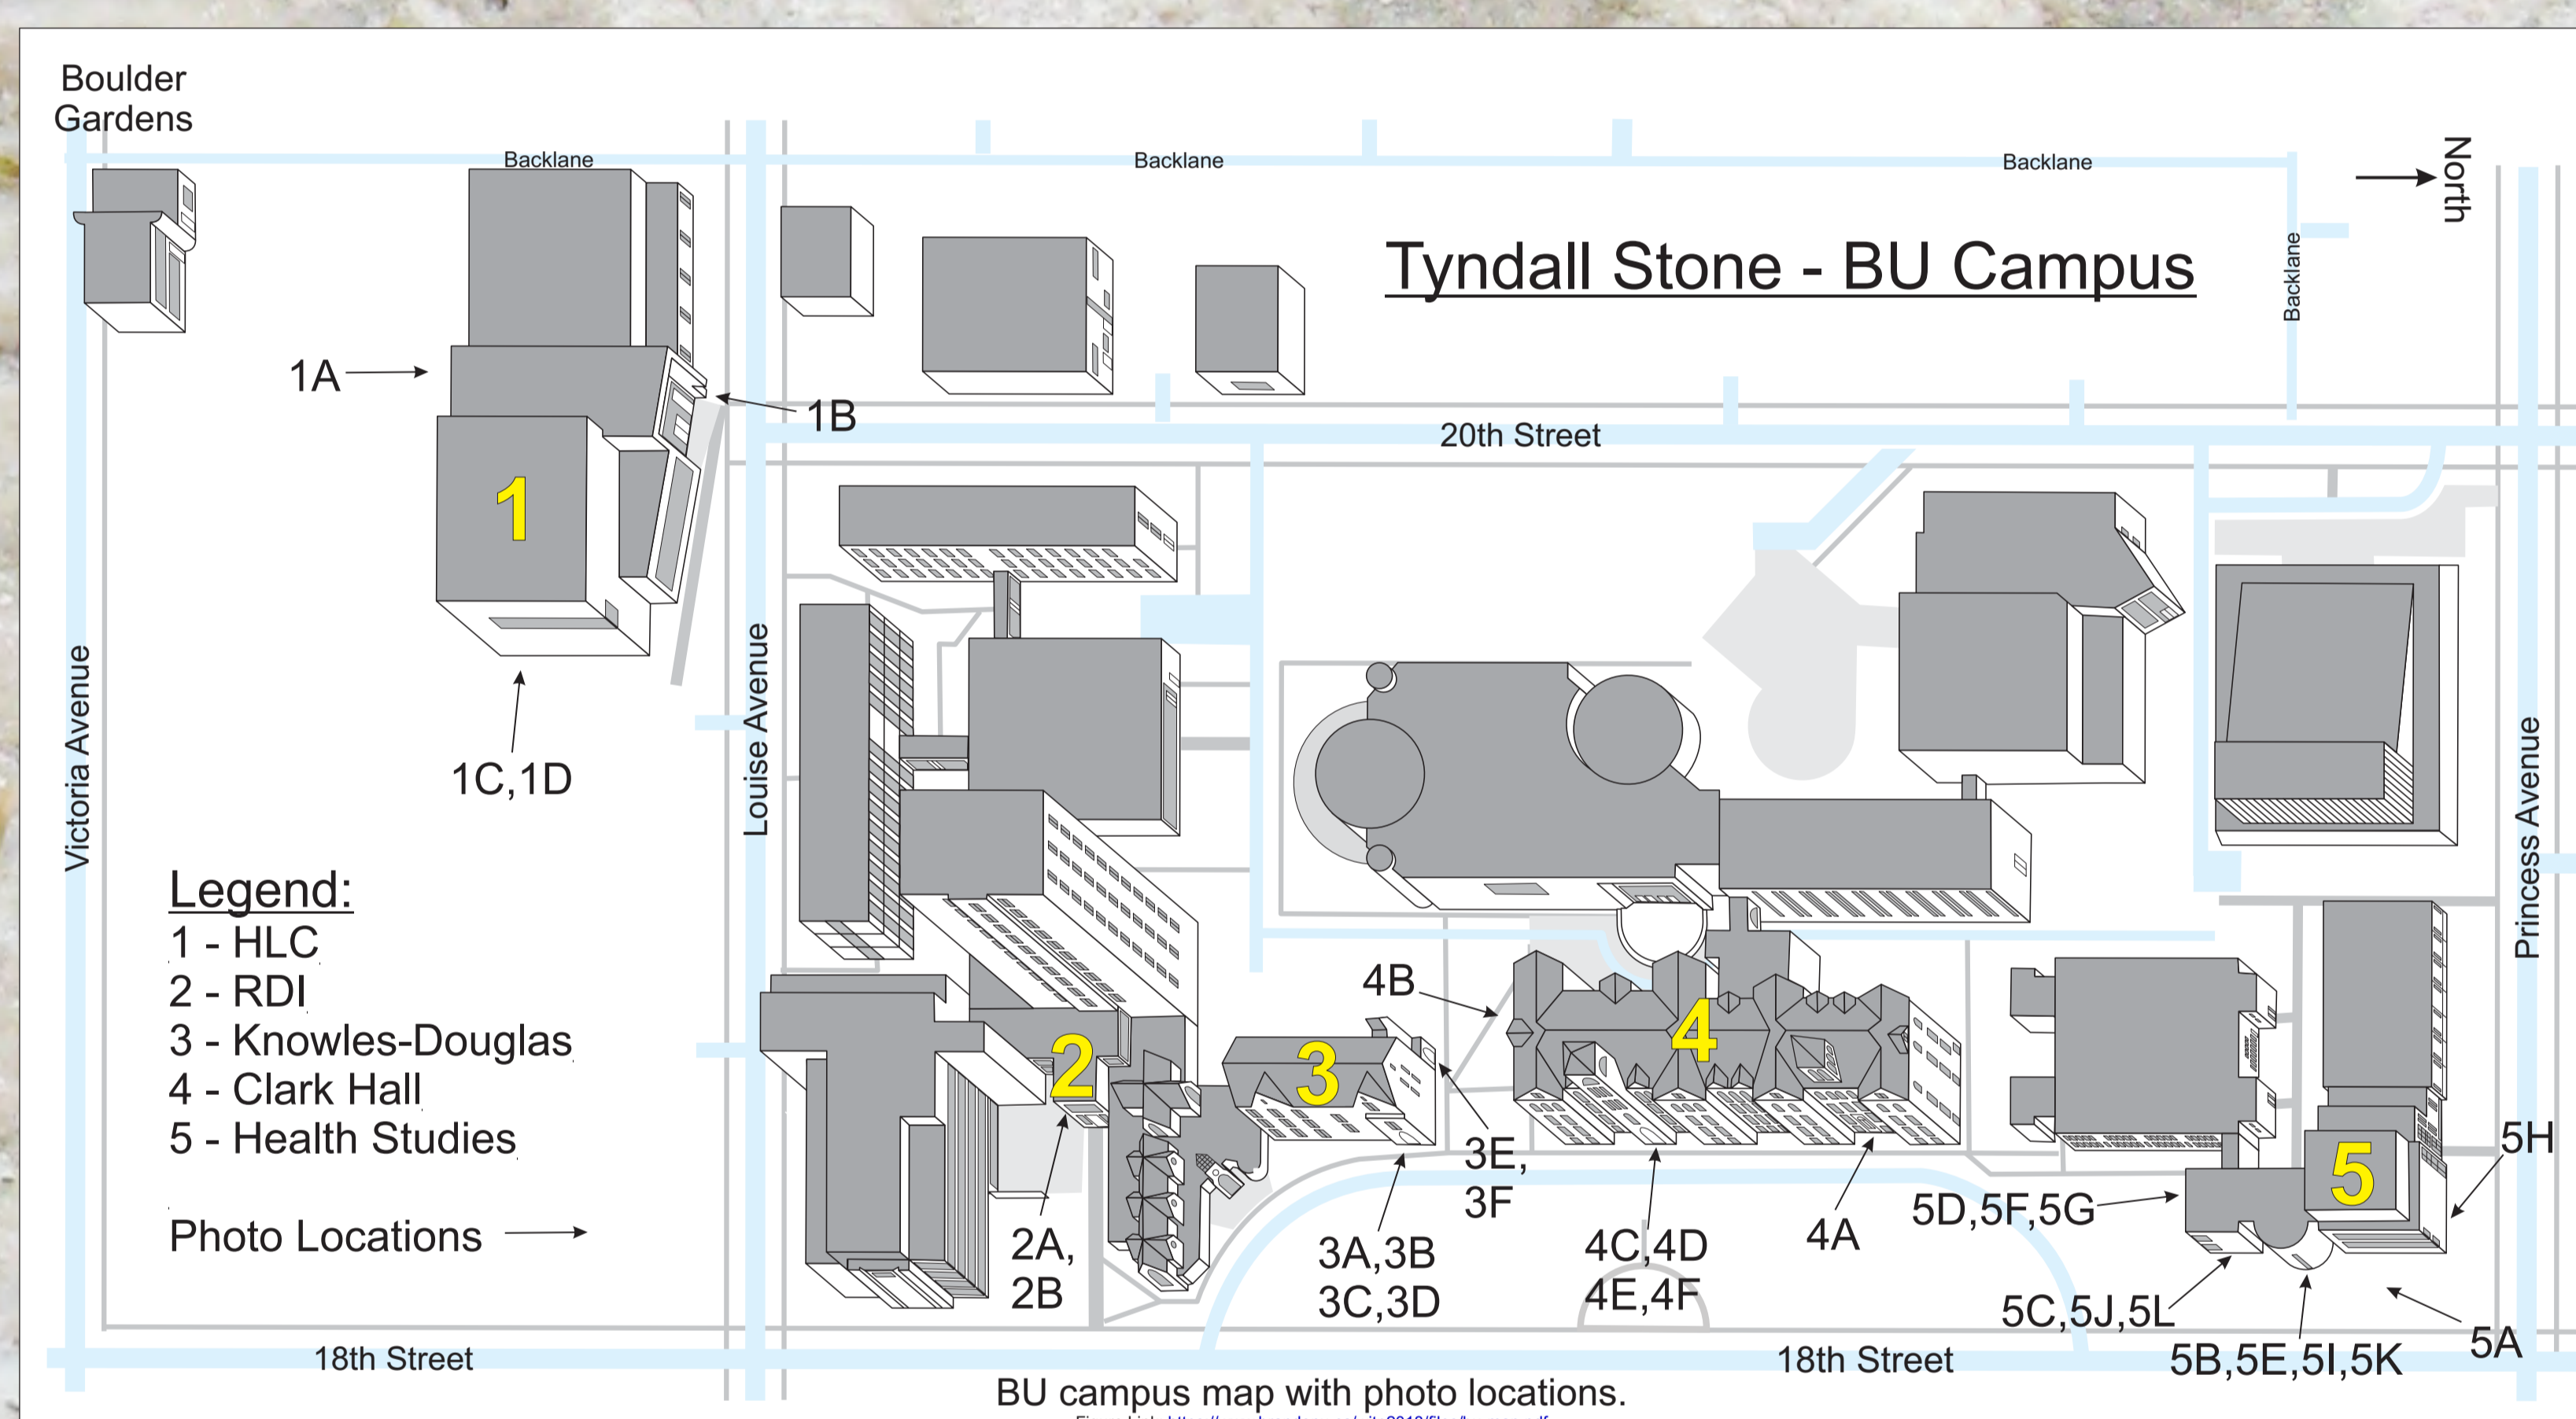 Boulder
Gardens
Backlane
Backlane
Backlane
North
Tyndall Stone - BU Campus
Backlane
1A
1B
20th Street
1
1C,1D
Victoria Avenue
Louise Avenue
Princess Avenue
Legend:
1 - HLC
2 - RDI
3 - Knowles-Douglas
4 - Clark Hall
5 - Health Studies
Photo Locations
4B
2
3
4
5
3E,
3F
5H
2A,
2B
3A,3B
3C,3D
4C,4D
4E,4F
4A
5D,5F,5G
5C,5J,5L
5B,5E,5I,5K
5A
18th Street
18th Street
BU campus map with photo locations.